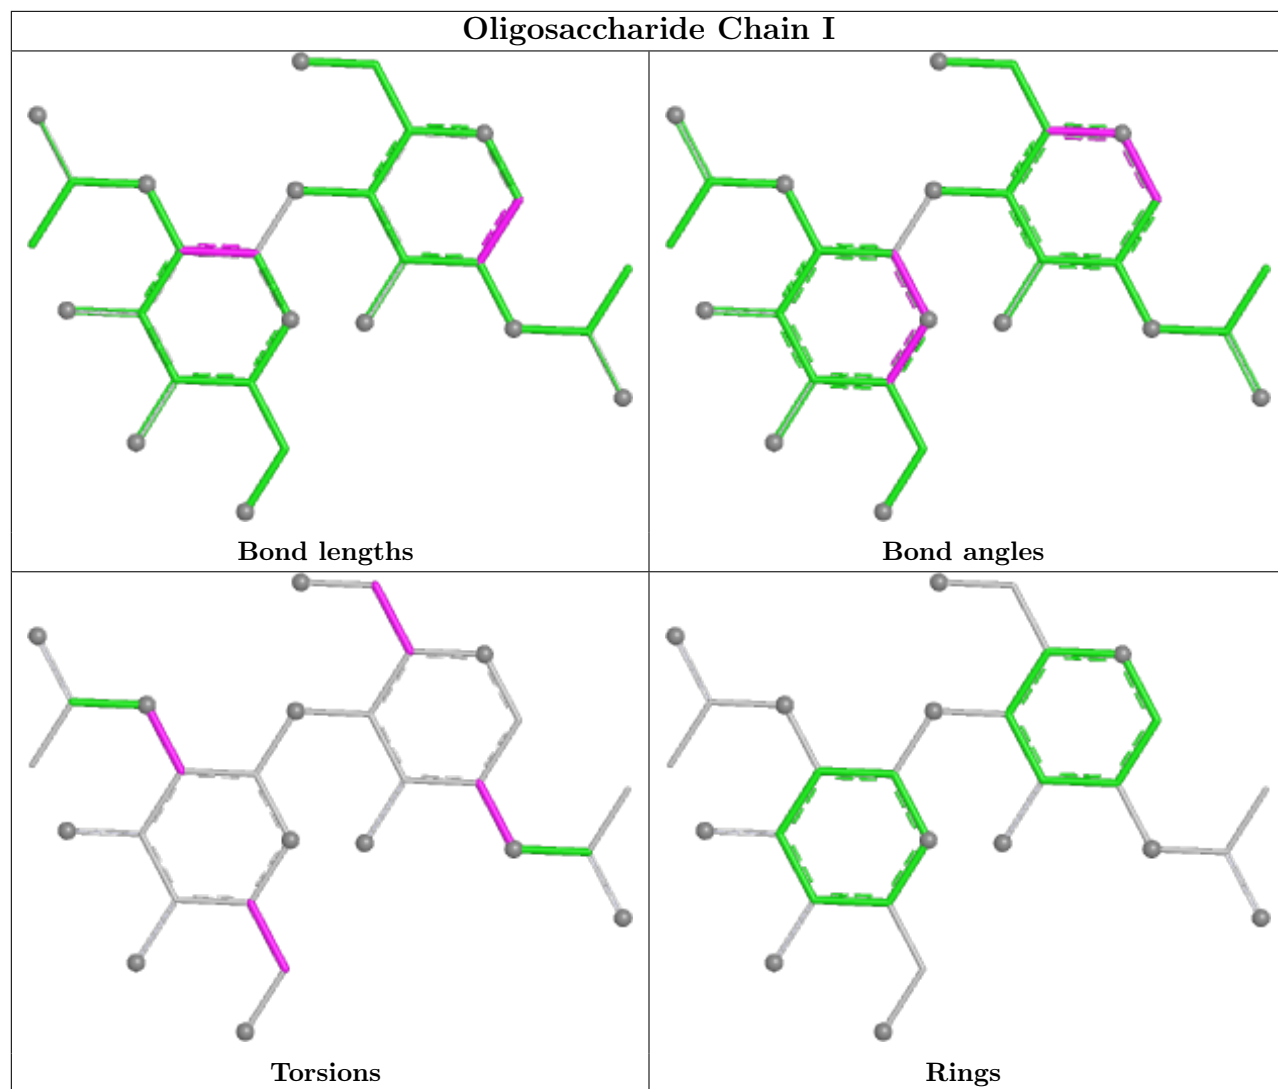 Oligosaccharide Chain I
Bond lengths
Bond angles
Torsions
Rings